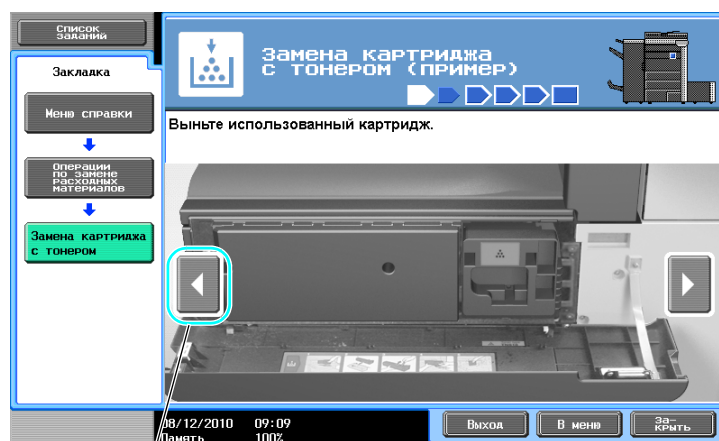 Список
заданий
Закладка
Меню справки
Операции
по замене
расходных
материалов
Замена картриджа
с тонером
Замена картриджа
с тонером (пример)
Выньте использованный картридж.
08/12/2010 09:09
Память 100%
Выход
В меню
За-
крыть